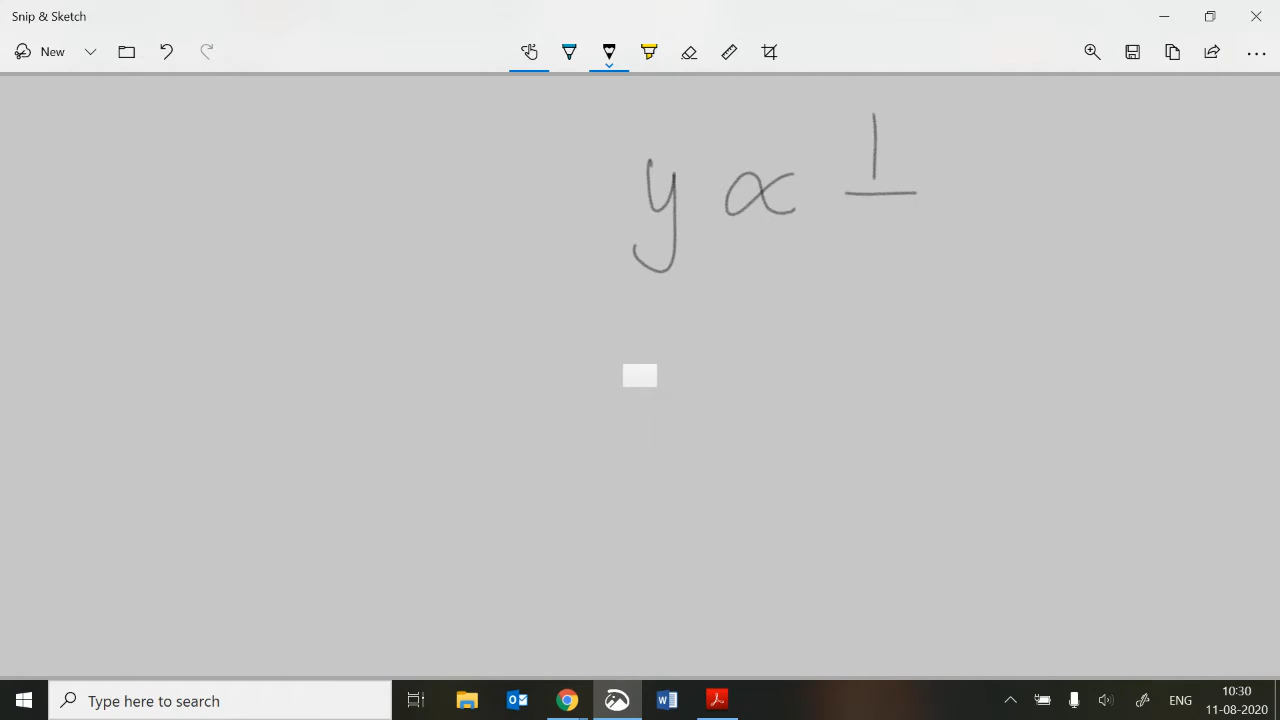 Snip & Sketch
New
y ∝ 1
Type here to search
ENG
10:30
11-08-2020